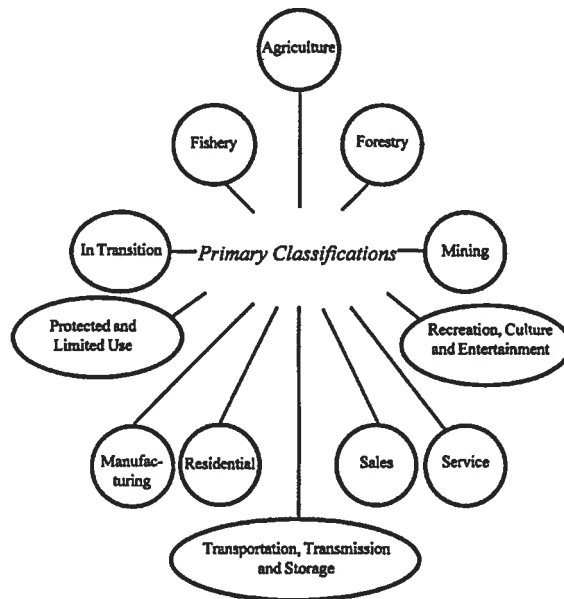 Agriculture
Fishery
Forestry
In Transition
Primary Classifications
Mining
Protected and
Limited Use
Recreation, Culture
and Entertainment
Manufac-
turing
Residential
Sales
Service
Transportation, Transmission
and Storage